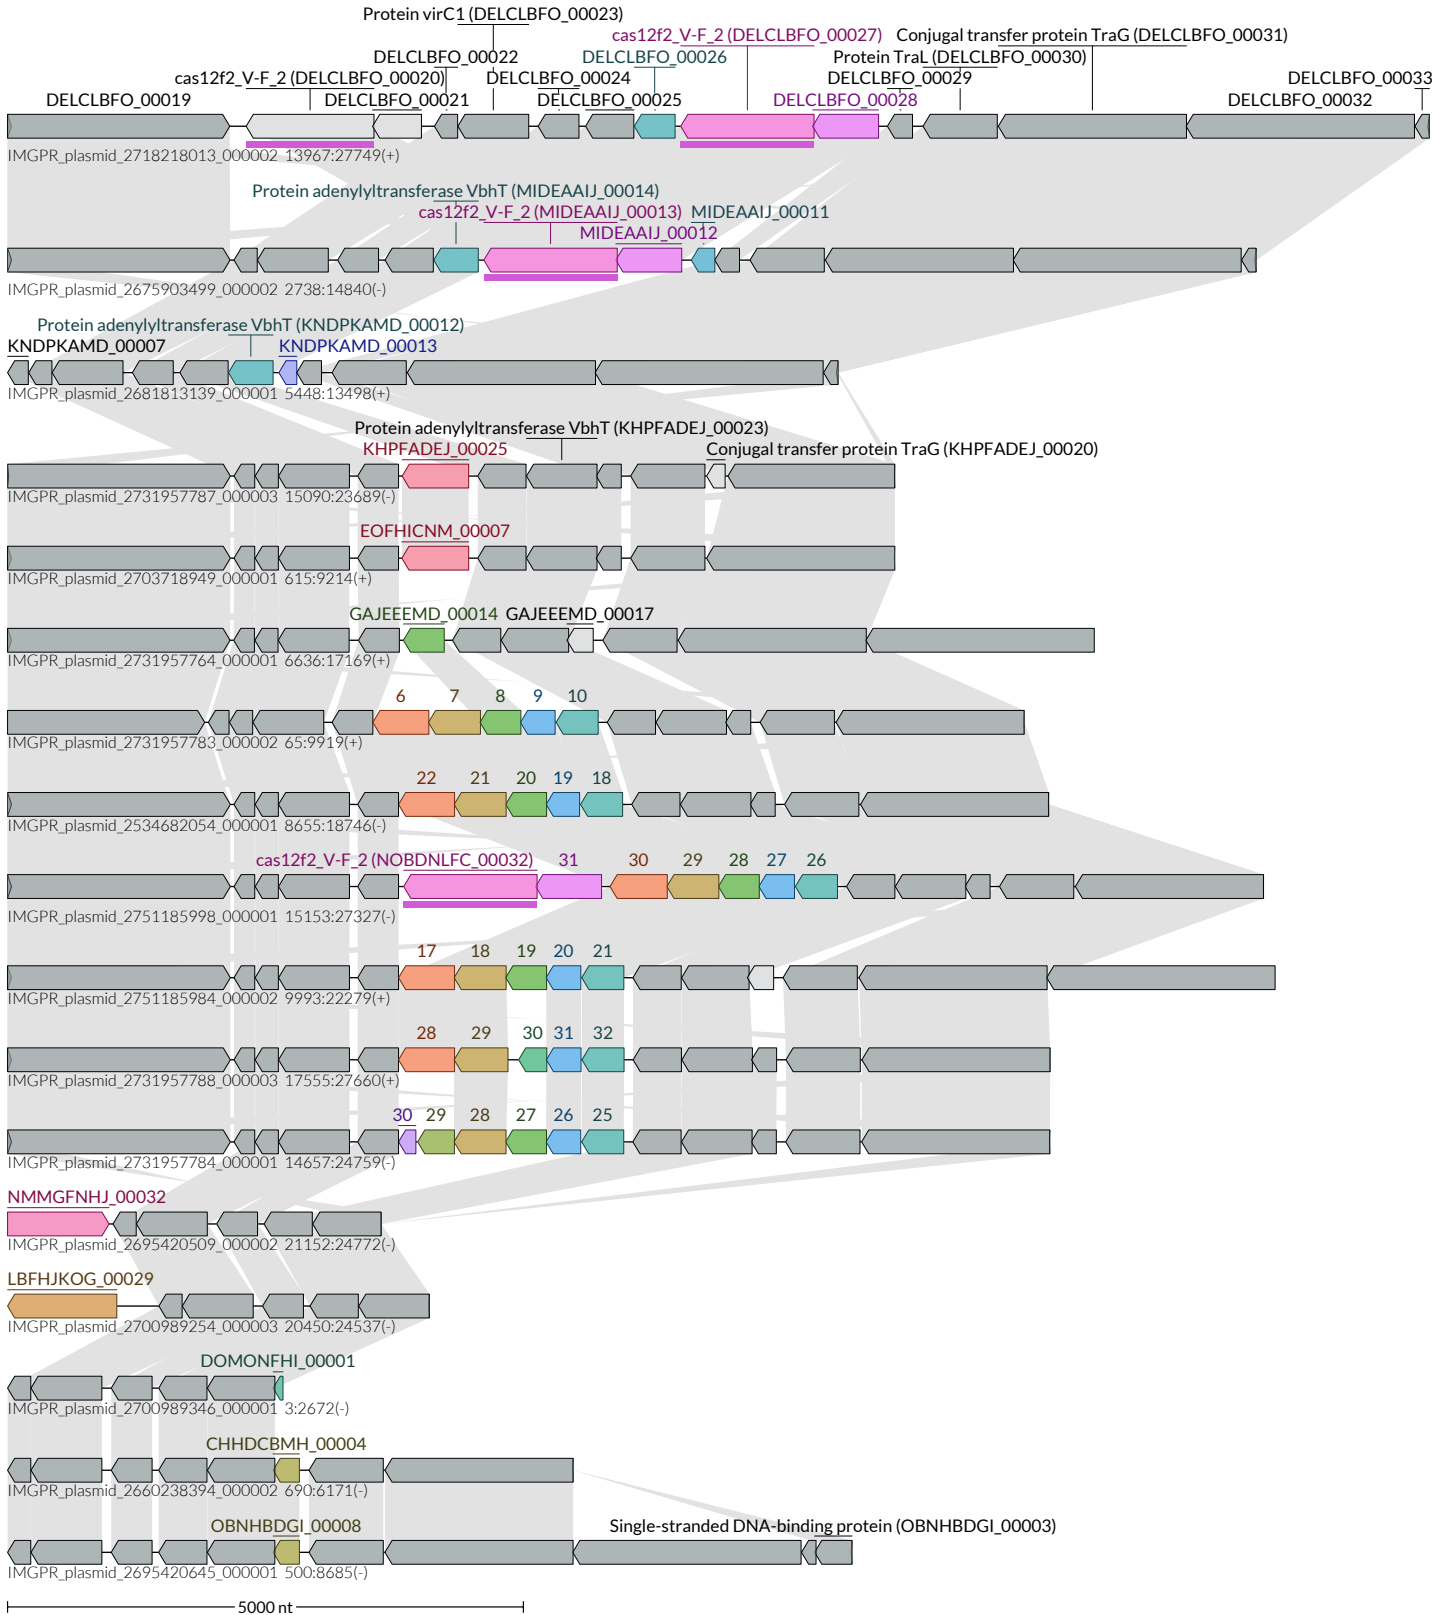 Protein virC1 (DELCLBFO_00023)
cas12f2_V-F_2 (DELCLBFO_00027) Conjugal transfer protein TraG (DELCLBFO_00031)
DELCLBFO_00022 DELCLBFO_00026 Protein TraL (DELCLBFO_00030)
cas12f2_V-F_2 (DELCLBFO_00020) DELCLBFO_00024 DELCLBFO_00029 DELCLBFO_00033
DELCLBFO_00019 DELCLBFO_00021 DELCLBFO_00025 DELCLBFO_00028 DELCLBFO_00032
IMGPR_plasmid_2718218013_000002 13967:27749(+)
Protein adenylyltransferase VbhT (MIDEAAIJ_00014)
cas12f2_V-F_2 (MIDEAAIJ_00013) MIDEAAIJ_00011
MIDEAAIJ_00012
IMGPR_plasmid_2675903499_000002 2738:14840(-)
Protein adenylyltransferase VbhT (KNDPKAMD_00012)
KNDPKAMD_00007 KNDPKAMD_00013
IMGPR_plasmid_2681813139_000001 5448:13498(+)
Protein adenylyltransferase VbhT (KHPFADEJ_00023)
KHPFADEJ_00025 Conjugal transfer protein TraG (KHPFADEJ_00020)
IMGPR_plasmid_2731957787_000003 15090:23689(-)
EOFHICNM_00007
IMGPR_plasmid_2703718949_000001 615:9214(+)
GAJEEEMD_00014 GAJEEEMD_00017
IMGPR_plasmid_2731957764_000001 6636:17169(+)
6 7 8 9 10
IMGPR_plasmid_2731957783_000002 65:9919(+)
22 21 20 19 18
IMGPR_plasmid_2534682054_000001 8655:18746(-)
cas12f2_V-F_2 (NOBDNLFC_00032) 31 30 29 28 27 26
IMGPR_plasmid_2751185998_000001 15153:27327(-)
17 18 19 20 21
IMGPR_plasmid_2751185984_000002 9993:22279(+)
28 29 30 31 32
IMGPR_plasmid_2731957788_000003 17555:27660(+)
30 29 28 27 26 25
IMGPR_plasmid_2731957784_000001 14657:24759(-)
NMMGFNHJ_00032
IMGPR_plasmid_2695420509_000002 21152:24772(-)
LBFHJKOG_00029
IMGPR_plasmid_2700989254_000003 20450:24537(-)
DOMONFHI_00001
IMGPR_plasmid_2700989346_000001 3:2672(-)
CHHDCBMH_00004
IMGPR_plasmid_2660238394_000002 690:6171(-)
OBNHBDGI_00008 Single-stranded DNA-binding protein (OBNHBDGI_00003)
IMGPR_plasmid_2695420645_000001 500:8685(-)
5000 nt